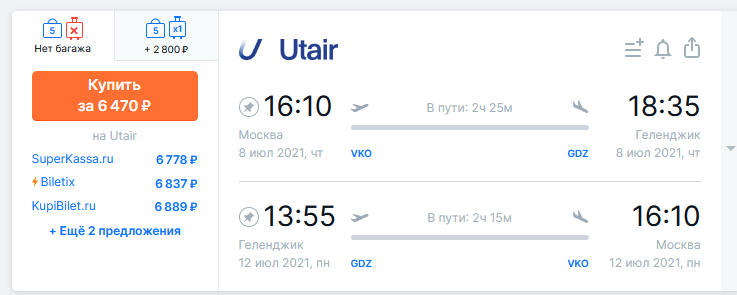 5
5 x1
Нет багажа
+ 2 800 ₽
Купить
за 6 470 ₽
на Utair
SuperKassa.ru 6 778 ₽
Biletix 6 837 ₽
KupiBilet.ru 6 889 ₽
+ Ещё 2 предложения
Utair
16:10 В пути: 2ч 25м 18:35
Москва Геленджик
8 июл 2021, чт VKO GDZ 8 июл 2021, чт
13:55 В пути: 2ч 15м 16:10
Геленджик Москва
12 июл 2021, пн GDZ VKO 12 июл 2021, пн